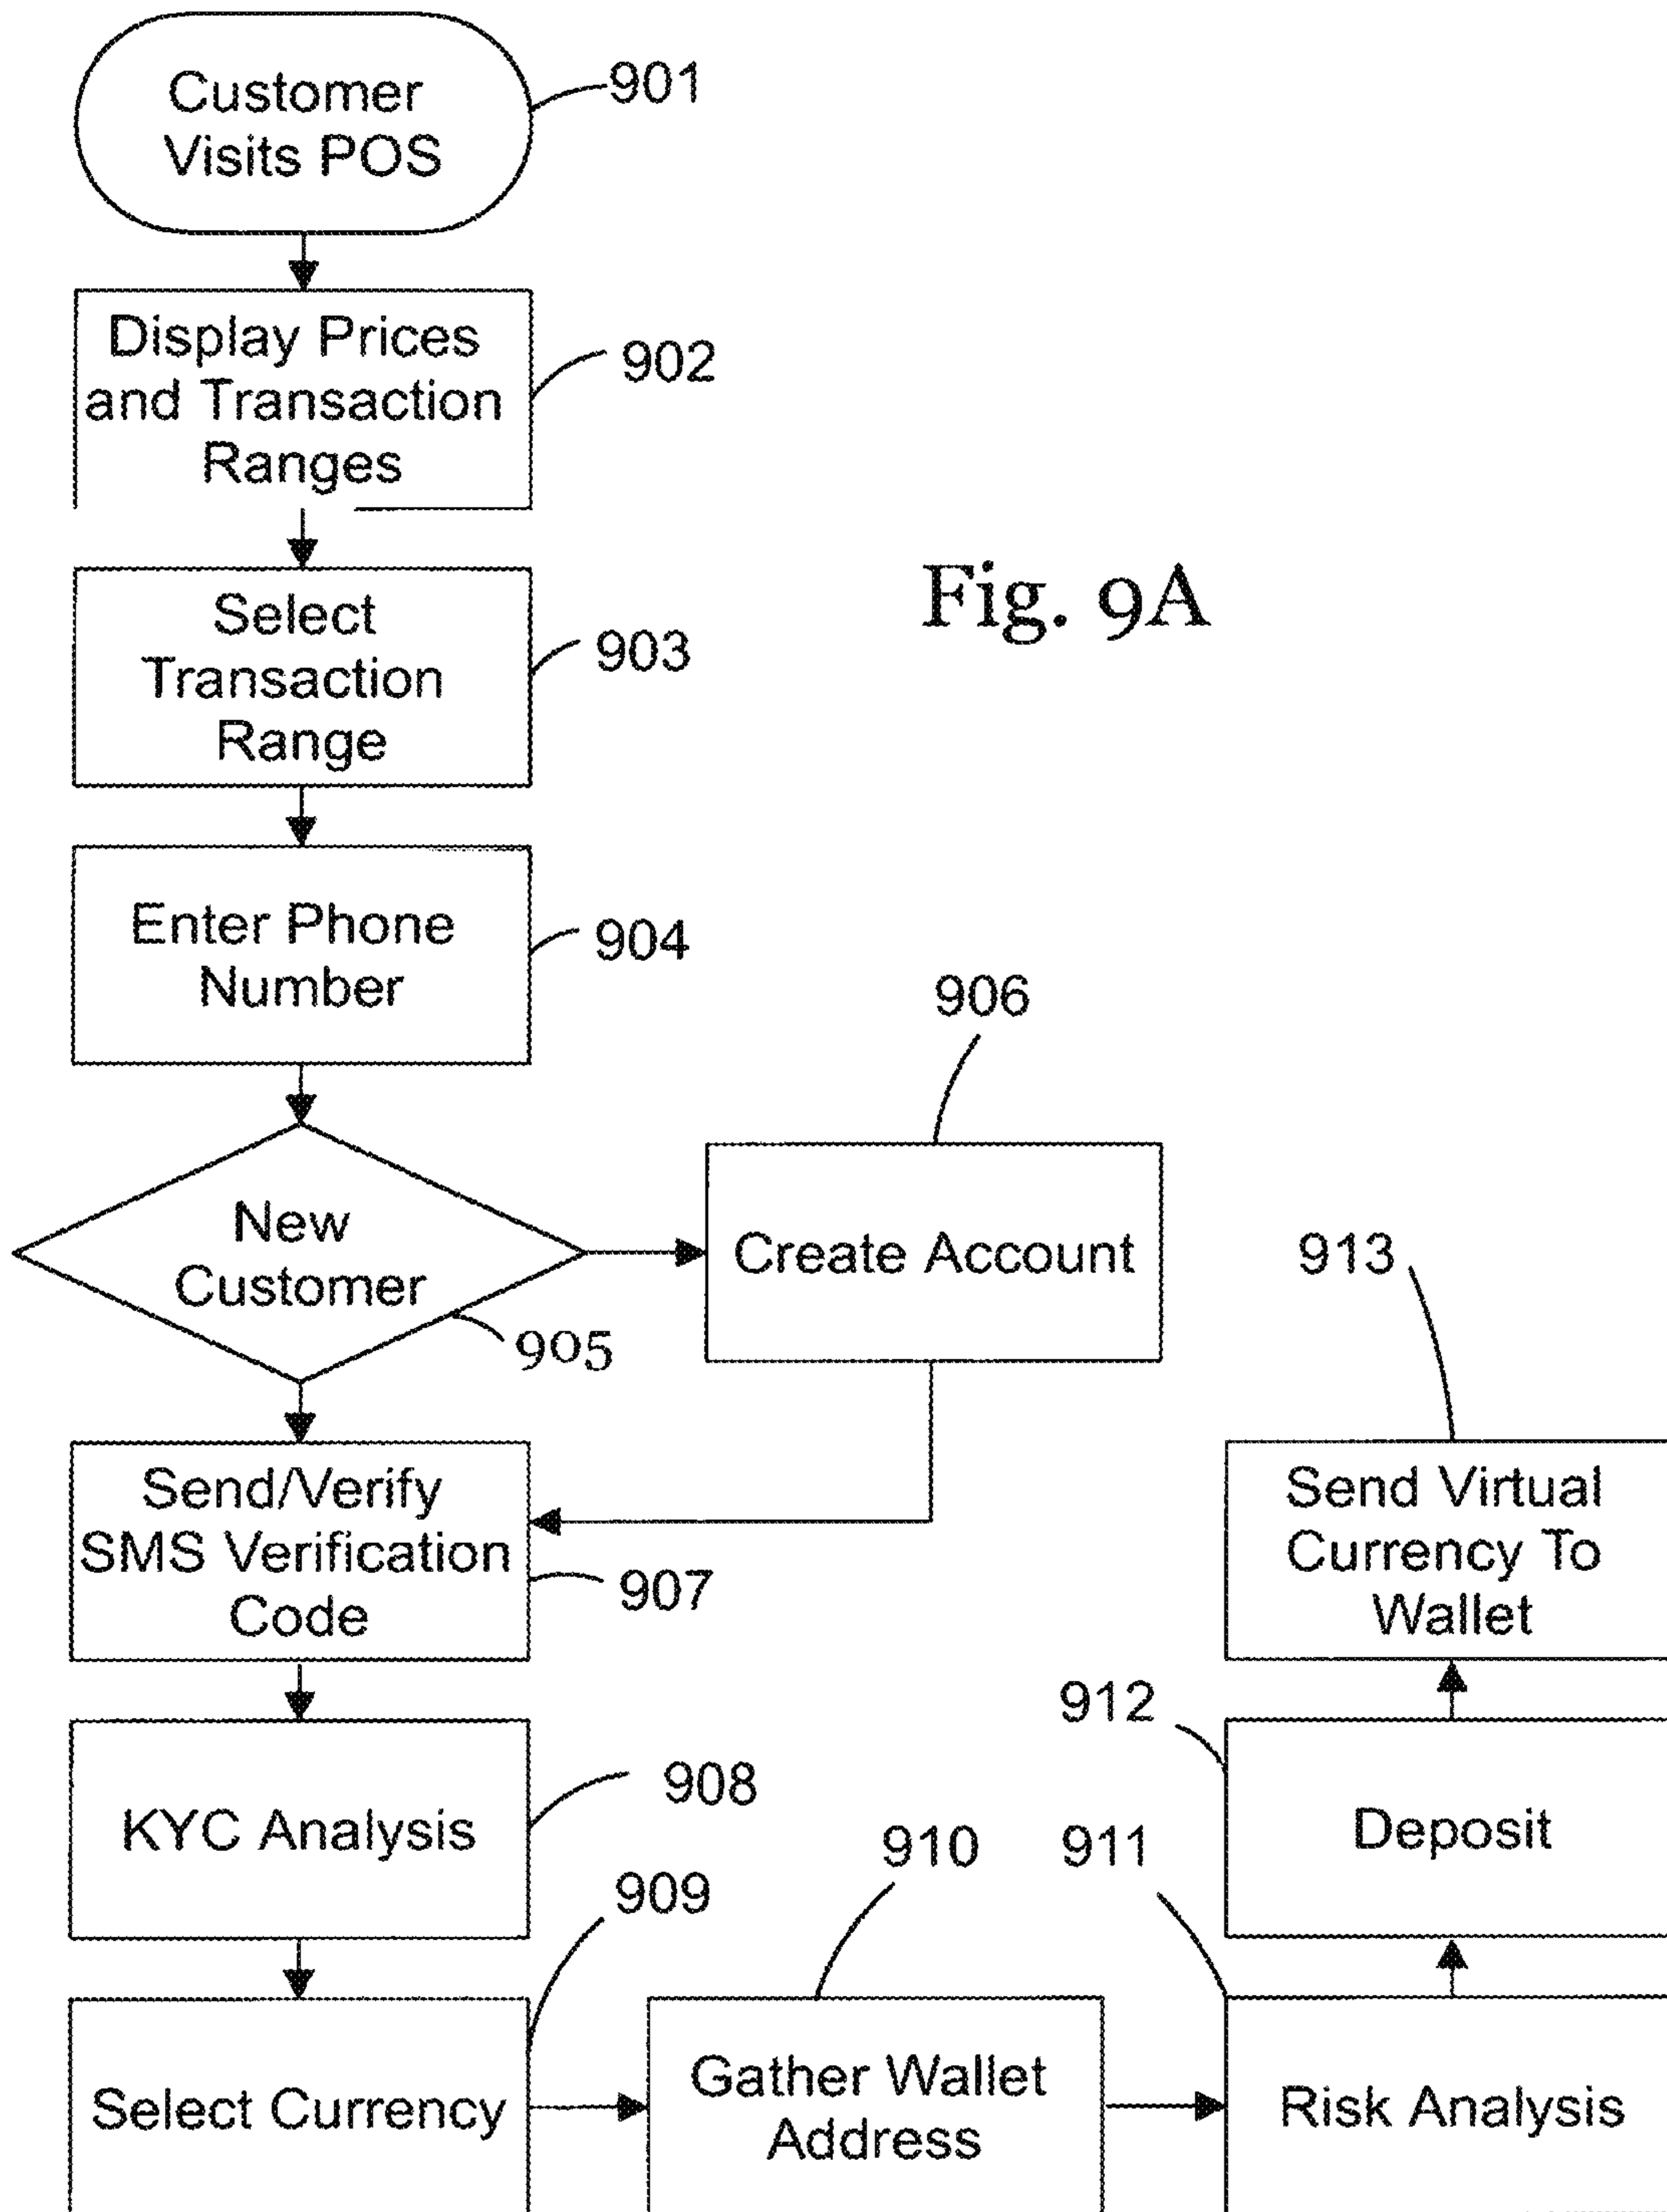 Customer
Visits POS
901
Display Prices
and Transaction
Ranges
902
Fig. 9A
Select
Transaction
Range
903
Enter Phone
Number
904
906
New
Customer
905
Create Account
913
Send/Verify
SMS Verification
Code
907
Send Virtual
Currency To
Wallet
912
KYC Analysis
908
Deposit
909
910
911
Select Currency
Gather Wallet
Address
Risk Analysis